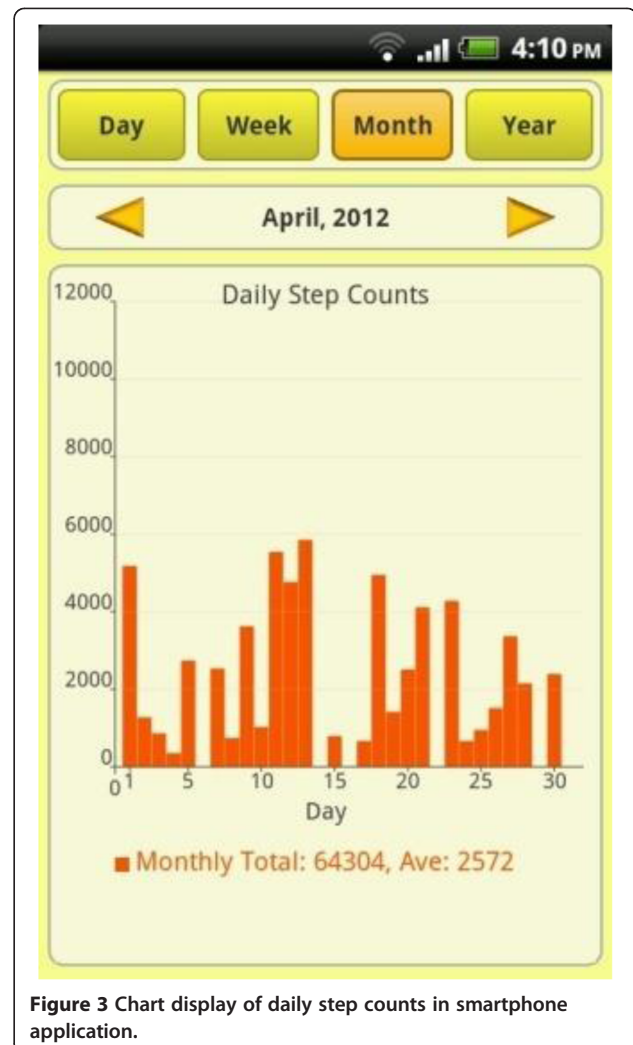 4:10 PM
Day Week Month Year
April, 2012
Daily Step Counts
12000
10000
8000
6000
4000
2000
0
0 1 5 10 15 20 25 30
Day
Monthly Total: 64304, Ave: 2572
Figure 3 Chart display of daily step counts in smartphone
application.